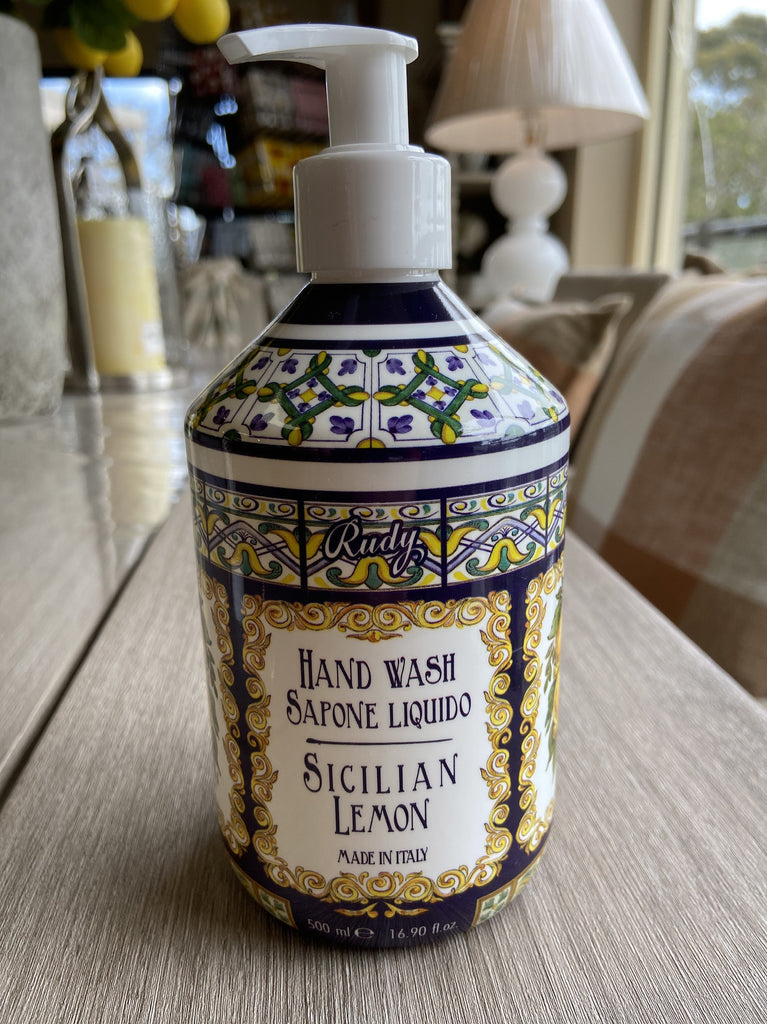 Rudy
HAND WASH
SAPONE LIQUIDO
SICILIAN
LEMON
MADE IN ITALY
500 ml ℮ 16.90 fl.oz.